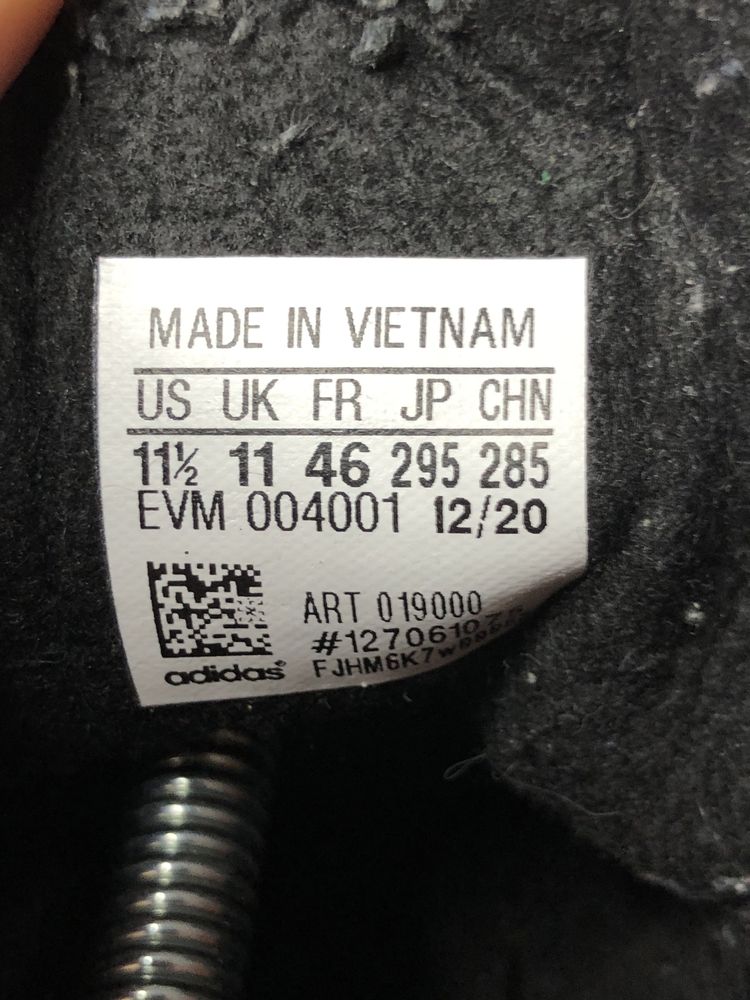 MADE IN VIETNAM
US UK FR JP CHN
11½ 11 46 295 285
EVM 004001 12/20
ART 019000
adidas®